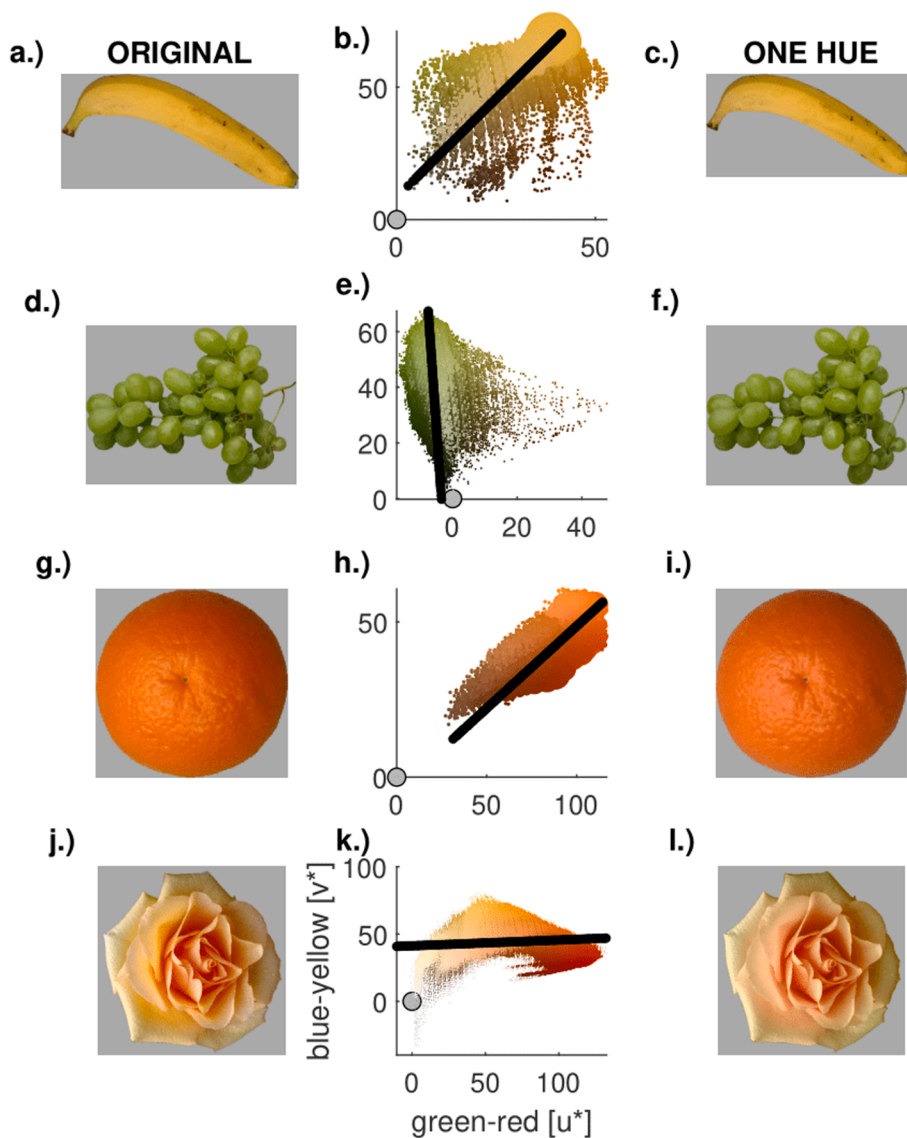 a.) ORIGINAL b.) c.) ONE HUE
50
0
0 50
d.) e.) f.)
60
40
20
0
0 20 40
g.) h.) i.)
50
0
0 50 100
j.) k.) l.)
100
50
0
blue-yellow [v*]
0 50 100
green-red [u*]